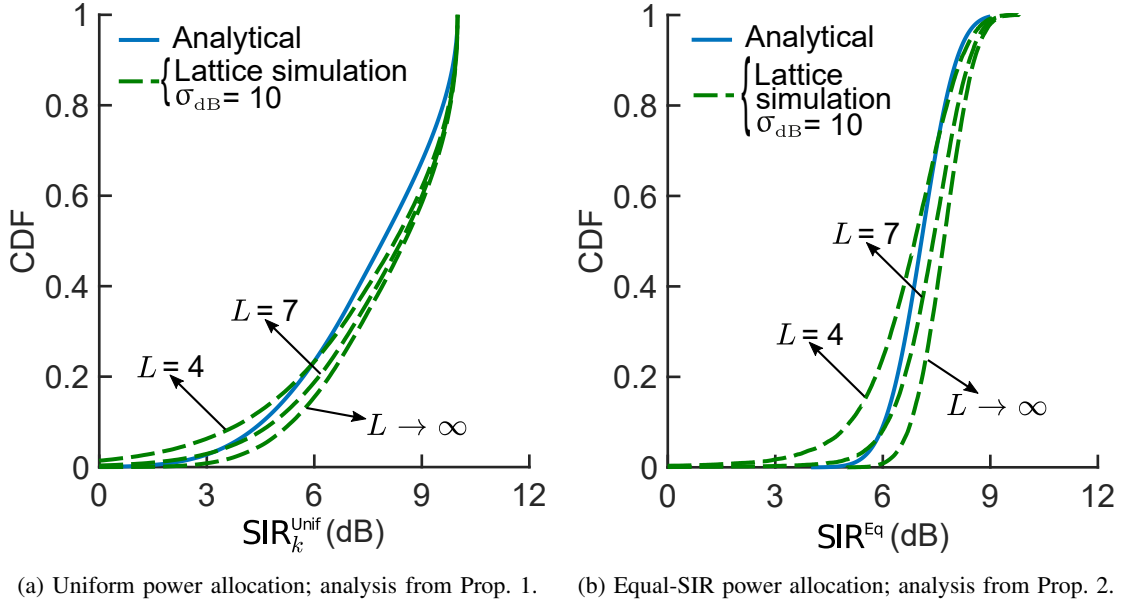 1
0.8
0.6
0.4
0.2
0
CDF
Analytical
Lattice simulation
σdB = 10
L = 7
L = 4
L → ∞
0 3 6 9 12
SIR_k^Unif (dB)
(a) Uniform power allocation; analysis from Prop. 1.
1
0.8
0.6
0.4
0.2
0
CDF
Analytical
Lattice
simulation
σdB = 10
L = 7
L = 4
L → ∞
0 3 6 9 12
SIR^Eq (dB)
(b) Equal-SIR power allocation; analysis from Prop. 2.